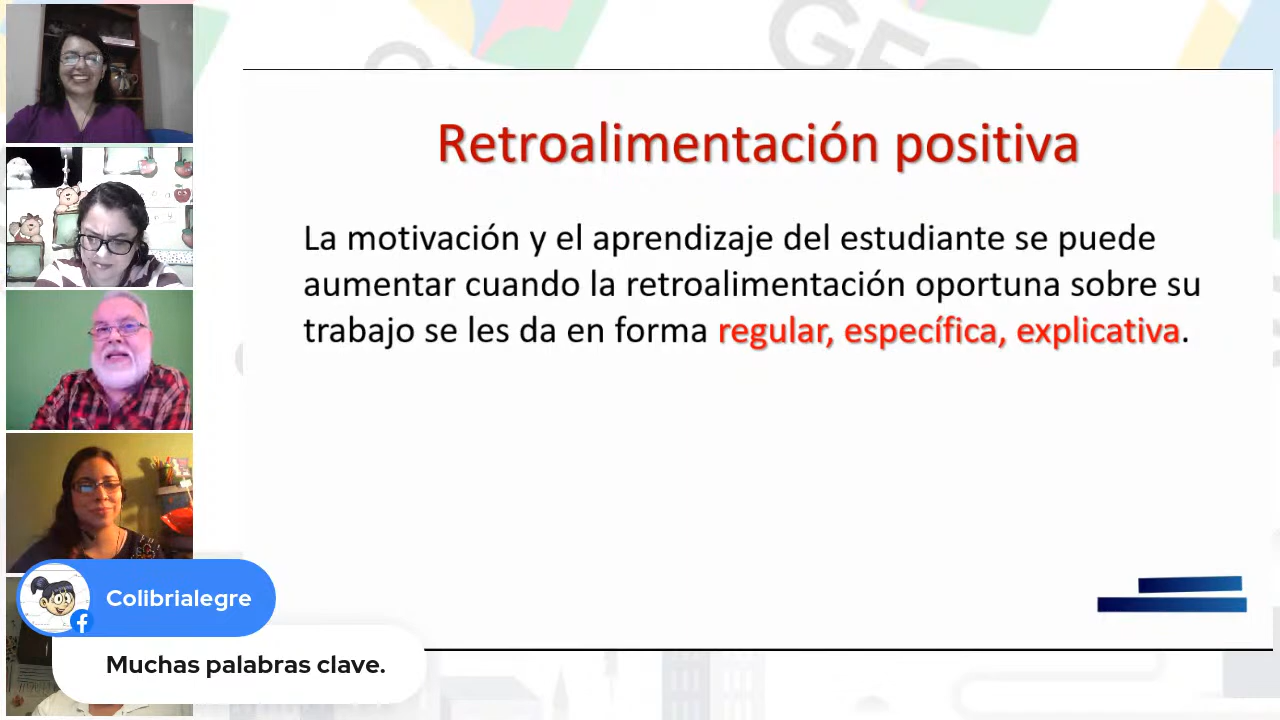 Retroalimentación positiva
La motivación y el aprendizaje del estudiante se puede
aumentar cuando la retroalimentación oportuna sobre su
trabajo se les da en forma regular, específica, explicativa.
Colibrialegre
Muchas palabras clave.